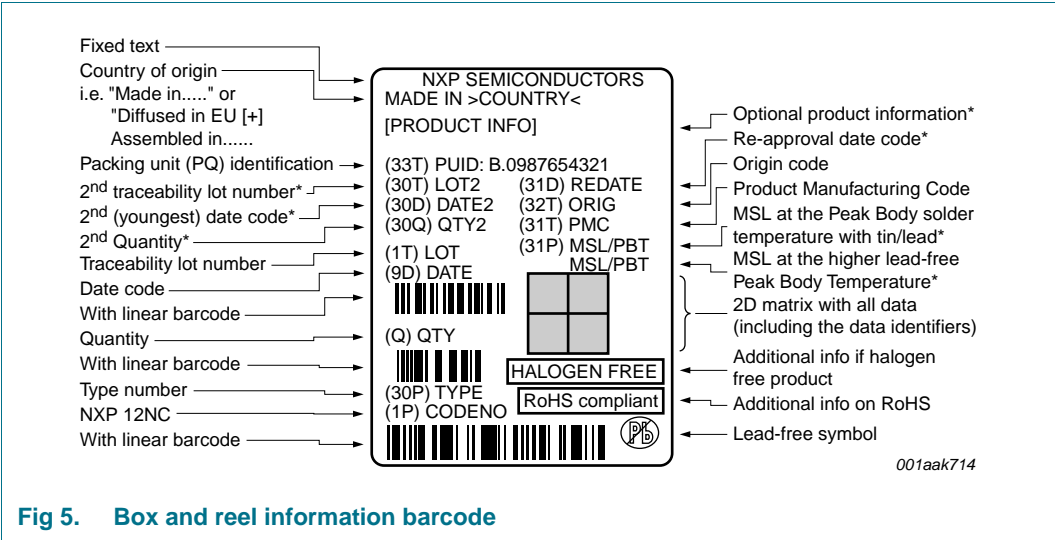 Fixed text
Country of origin
i.e. "Made in....." or
"Diffused in EU [+]
Assembled in......
Packing unit (PQ) identification
2nd traceability lot number*
2nd (youngest) date code*
2nd Quantity*
Traceability lot number
Date code
With linear barcode
Quantity
With linear barcode
Type number
NXP 12NC
With linear barcode
NXP SEMICONDUCTORS
MADE IN >COUNTRY<
[PRODUCT INFO]
(33T) PUID: B.0987654321
(30T) LOT2 (31D) REDATE
(30D) DATE2 (32T) ORIG
(30Q) QTY2 (31T) PMC
(31P) MSL/PBT
(1T) LOT MSL/PBT
(9D) DATE
(Q) QTY
HALOGEN FREE
(30P) TYPE
RoHS compliant
(1P) CODENO
Pb
Optional product information*
Re-approval date code*
Origin code
Product Manufacturing Code
MSL at the Peak Body solder
temperature with tin/lead*
MSL at the higher lead-free
Peak Body Temperature*
2D matrix with all data
(including the data identifiers)
Additional info if halogen
free product
Additional info on RoHS
Lead-free symbol
001aak714
Fig 5. Box and reel information barcode